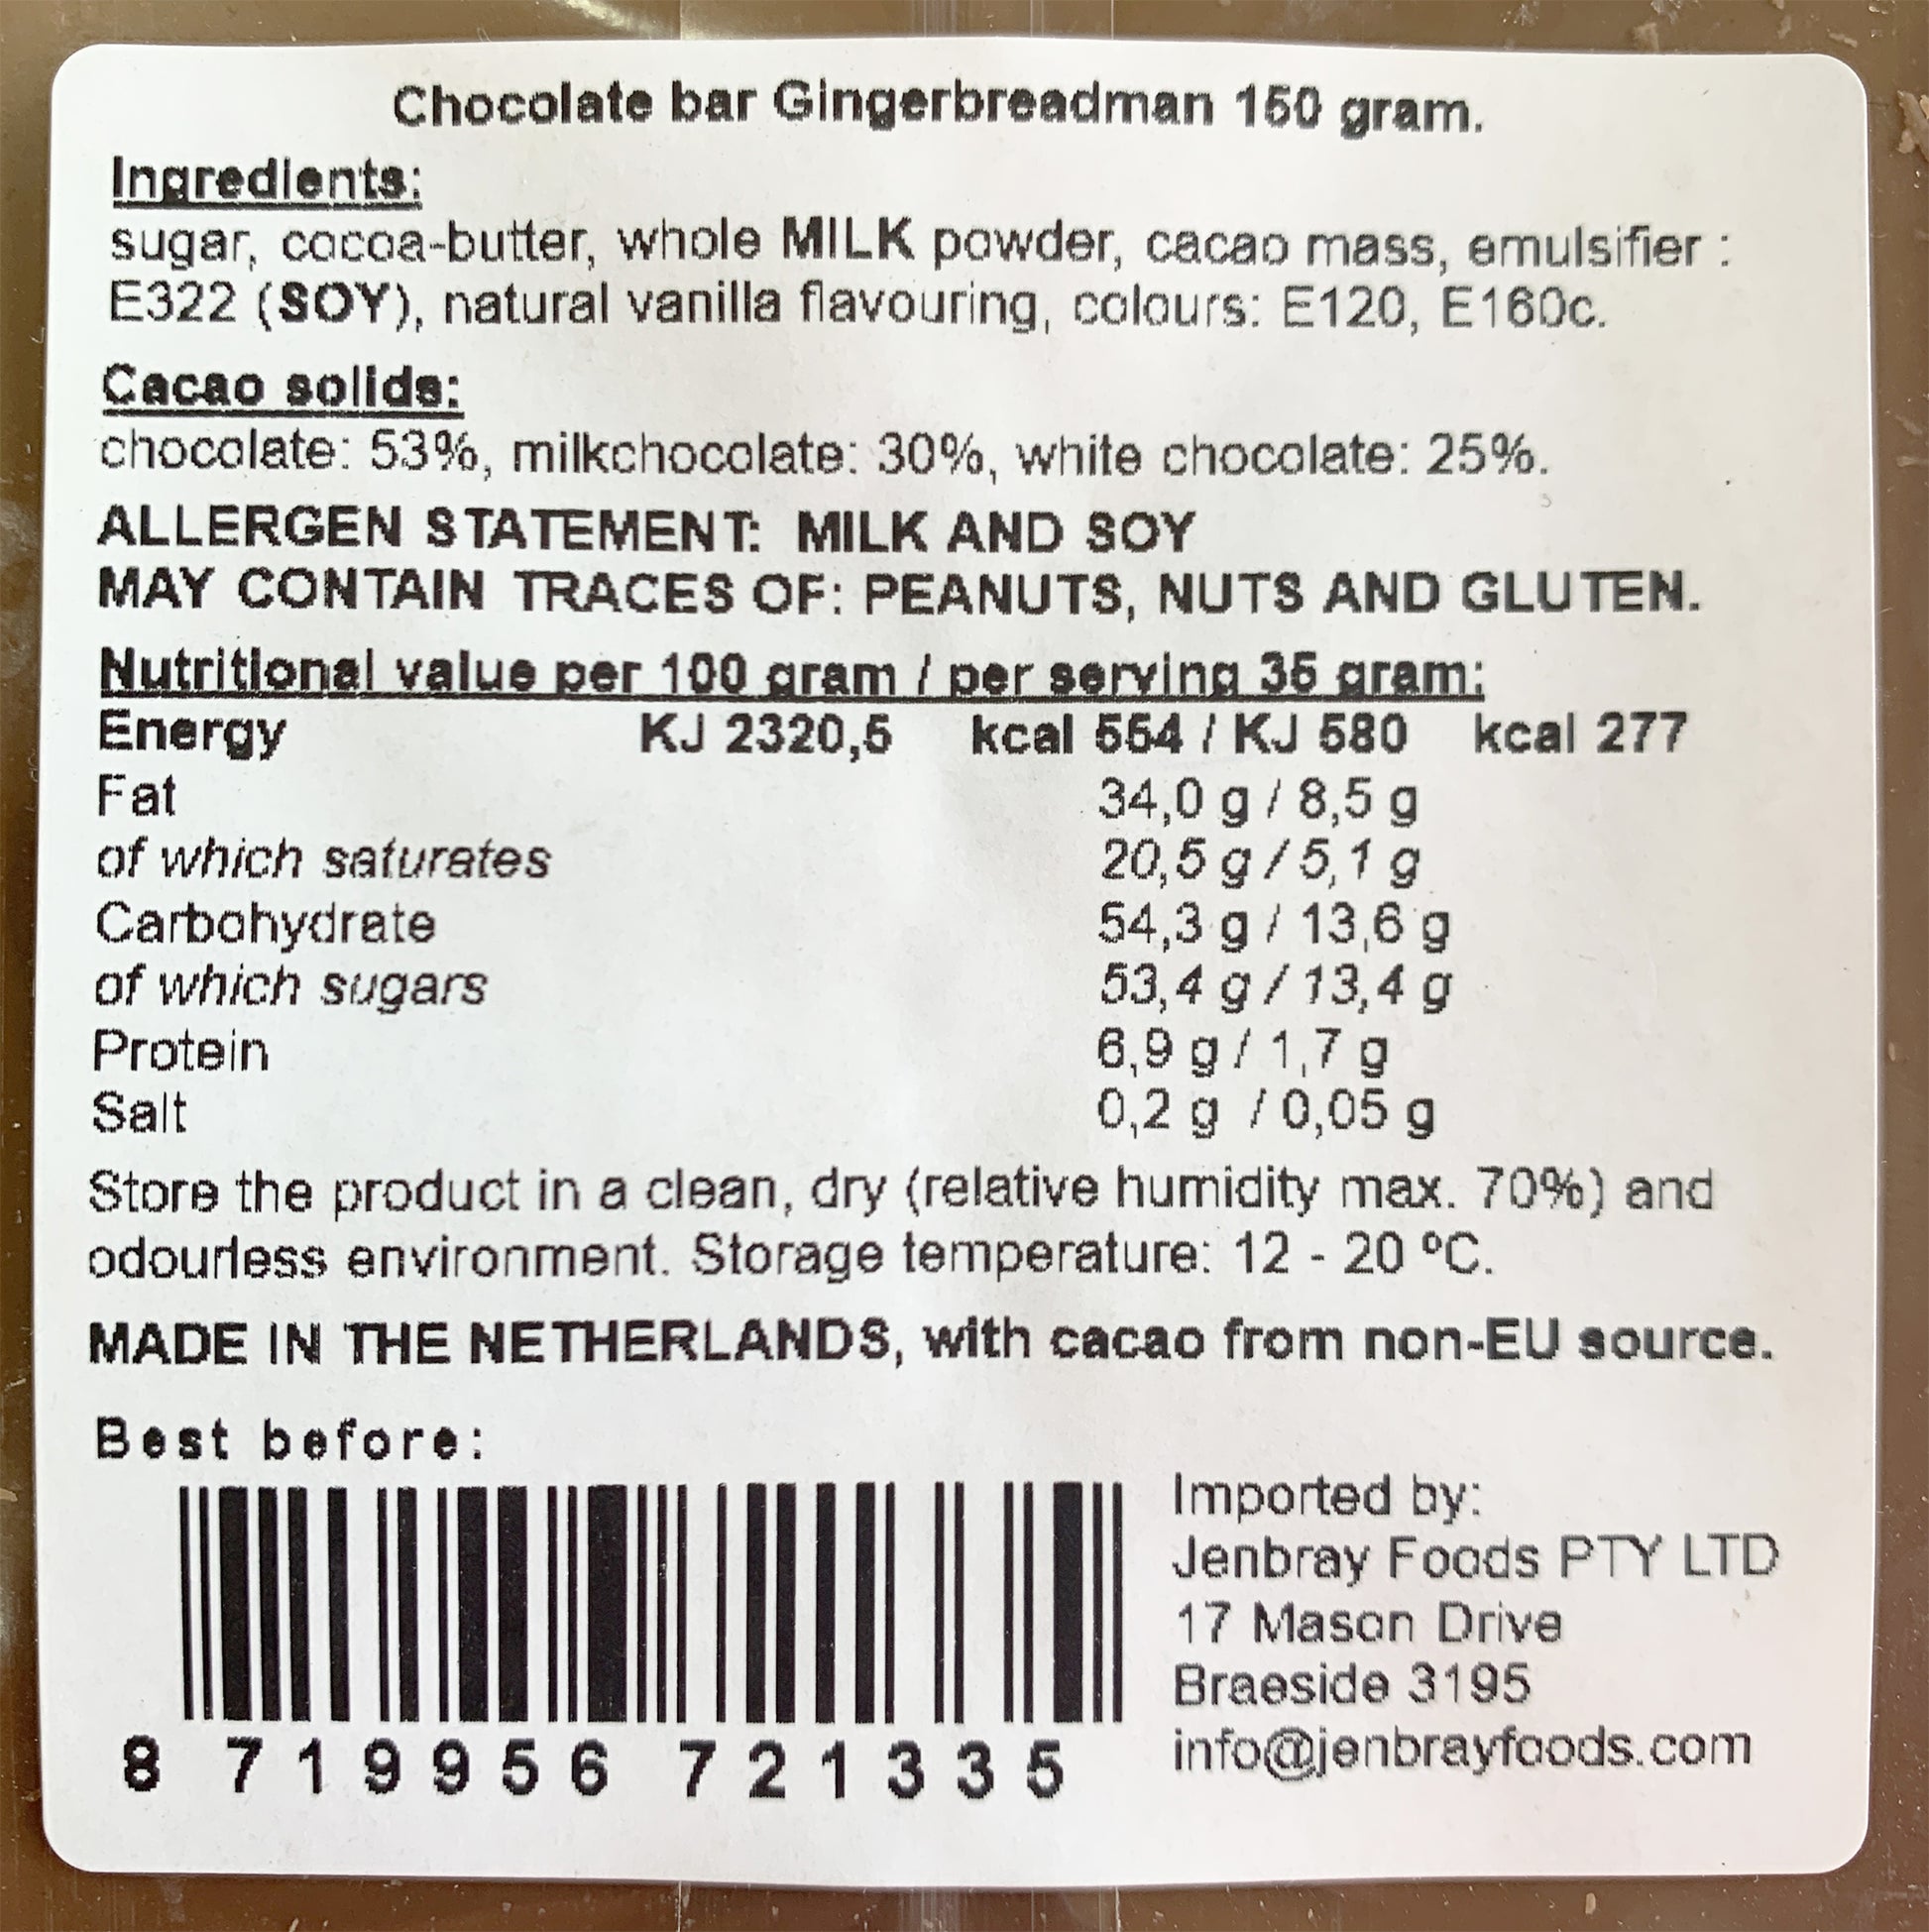 Chocolate bar Gingerbreadman 150 gram.
Ingredients:
sugar, cocoa-butter, whole MILK powder, cacao mass, emulsifier :
E322 (SOY), natural vanilla flavouring, colours: E120, E160c.
Cacao solids:
chocolate: 53%, milkchocolate: 30%, white chocolate: 25%.
ALLERGEN STATEMENT: MILK AND SOY
MAY CONTAIN TRACES OF: PEANUTS, NUTS AND GLUTEN.
Nutritional value per 100 gram / per serving 35 gram:
Energy KJ 2320,5 kcal 554 / KJ 580 kcal 277
Fat 34,0 g / 8,5 g
of which saturates 20,5 g / 5,1 g
Carbohydrate 54,3 g / 13,6 g
of which sugars 53,4 g / 13,4 g
Protein 6,9 g / 1,7 g
Salt 0,2 g / 0,05 g
Store the product in a clean, dry (relative humidity max. 70%) and
odourless environment. Storage temperature: 12 - 20 ºC.
MADE IN THE NETHERLANDS, with cacao from non-EU source.
Best before:
8 719956 721335
Imported by:
Jenbray Foods PTY LTD
17 Mason Drive
Braeside 3195
info@jenbrayfoods.com